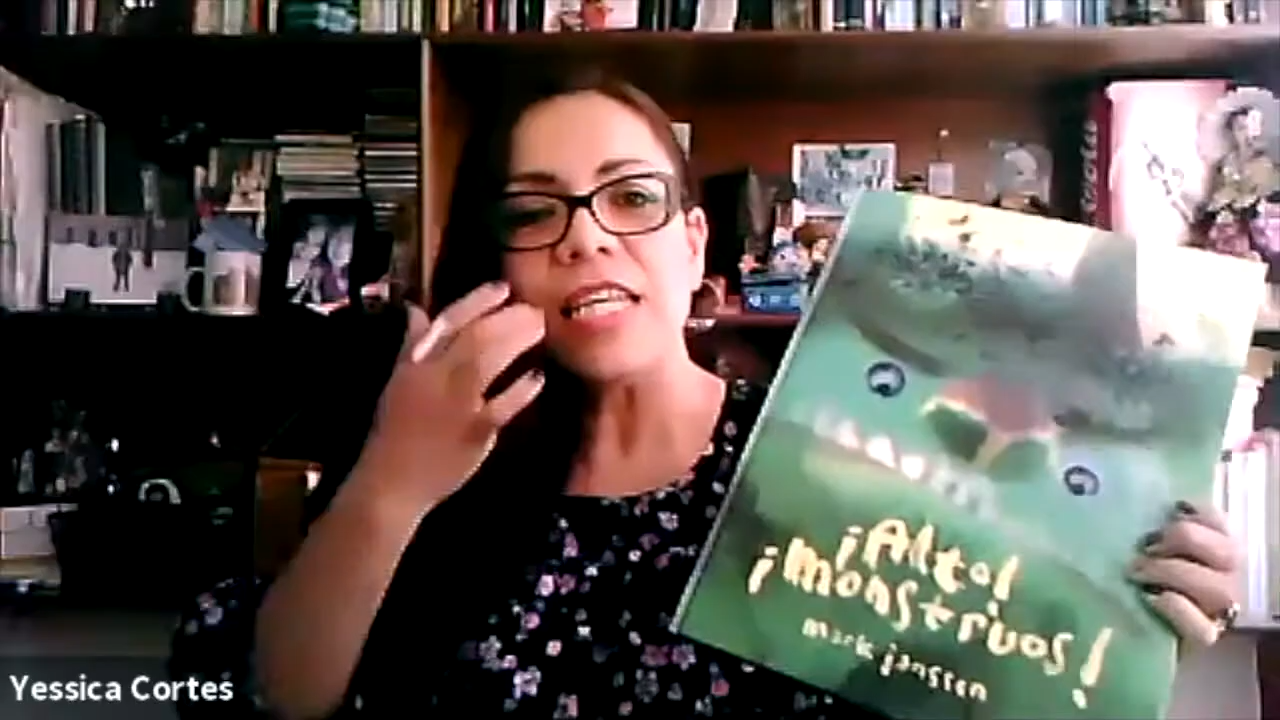 ¡Alto!
¡monstruos!
mark janssen
Yessica Cortes